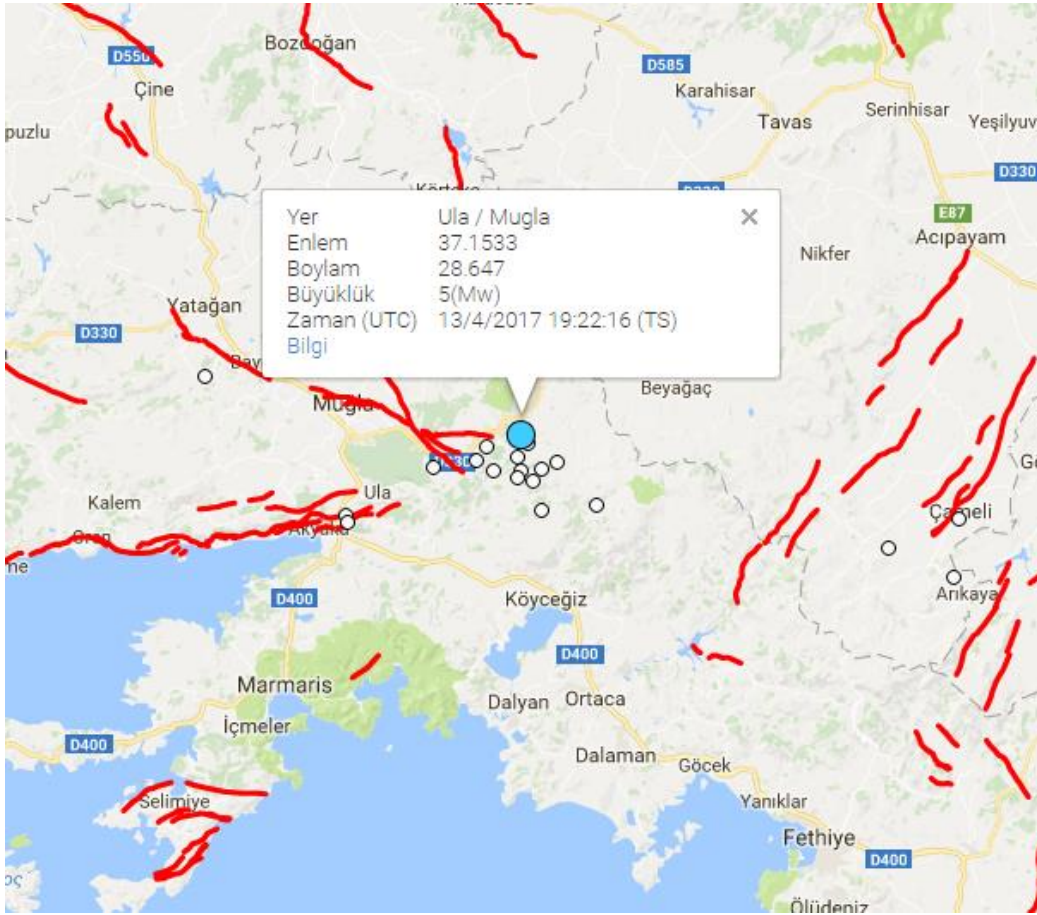 Bozdoğan
D550
Çine
D585
Karahisar
Serinhisar
Tavas
Yeşilyuv
puzlu
D330
Yer Ula / Mugla
Enlem 37.1533
Boylam 28.647
Büyüklük 5(Mw)
Zaman (UTC) 13/4/2017 19:22:16 (TS)
Bilgi
E87
Acıpayam
Nikfer
Yatağan
D330
Beyağaç
Muğla
Ula
Kalem
Akyaka
Çameli
me
Arıkaya
D400
Köyceğiz
D400
Marmaris
Dalyan
Ortaca
İçmeler
D400
Dalaman
Göcek
Selimiye
Yanıklar
Fethiye
D400
Ölüdeniz